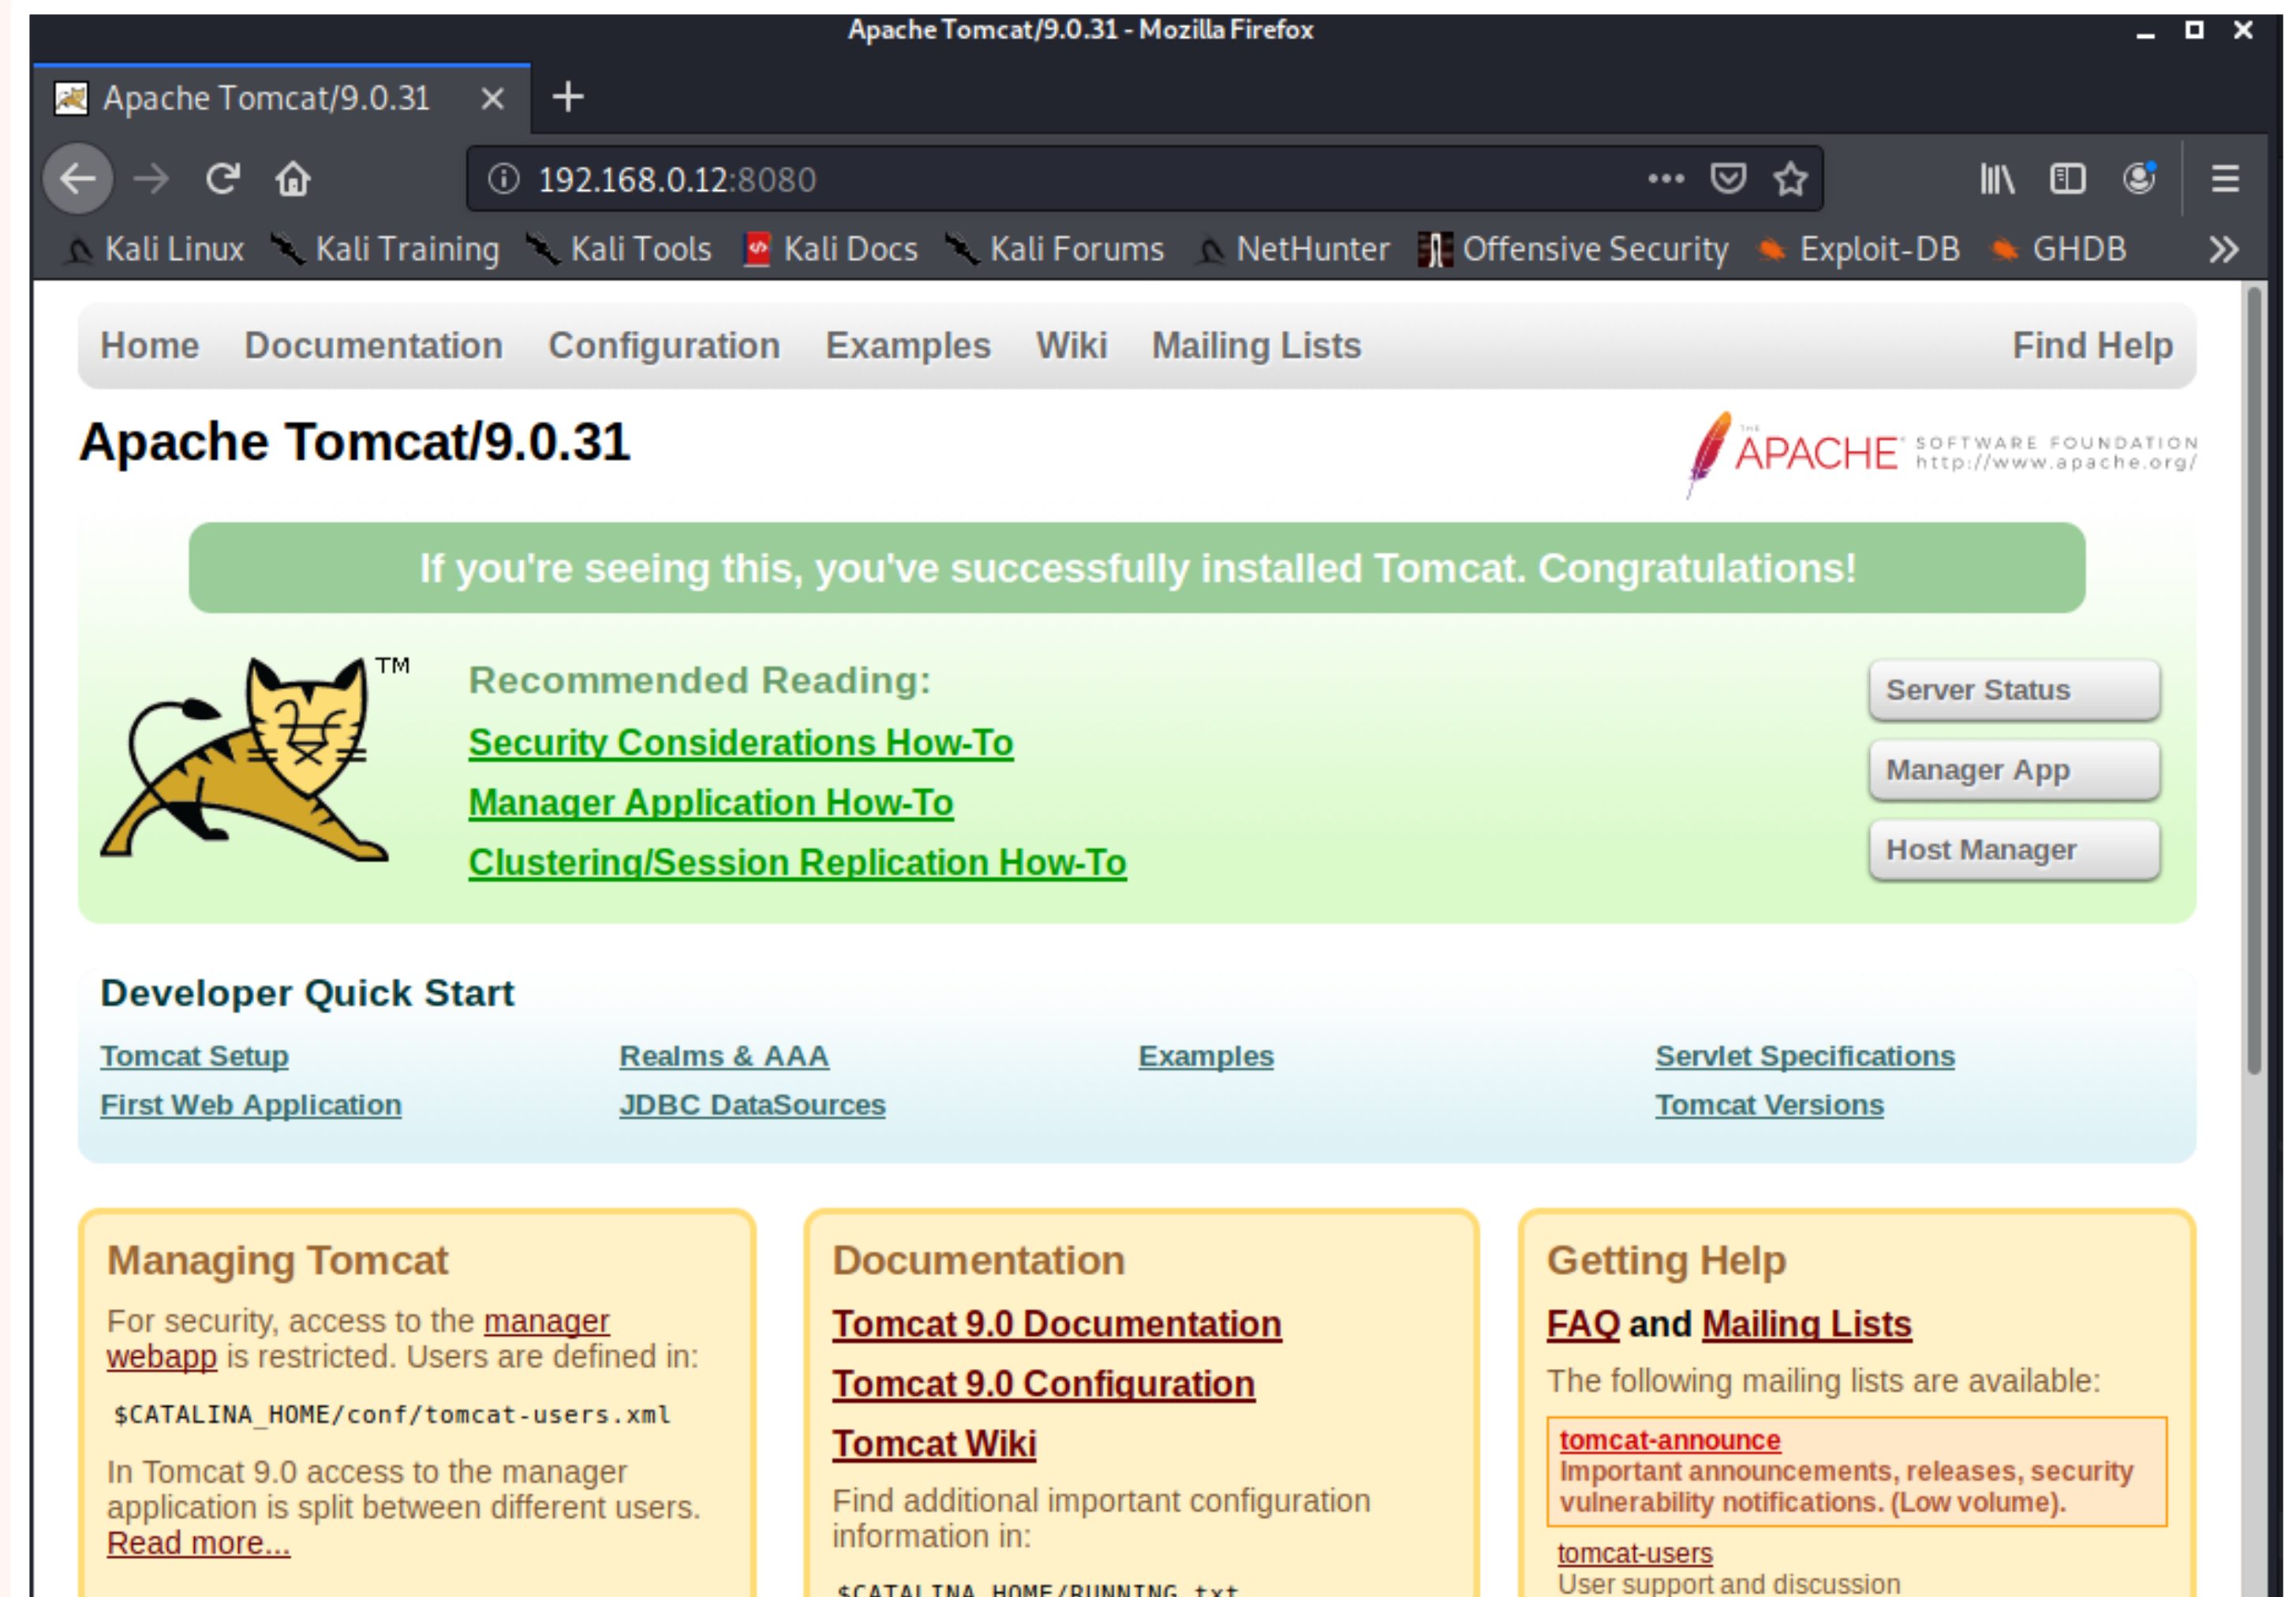 Apache Tomcat/9.0.31 - Mozilla Firefox
Apache Tomcat/9.0.31
192.168.0.12:8080
Kali Linux Kali Training Kali Tools Kali Docs Kali Forums NetHunter Offensive Security Exploit-DB GHDB
Home Documentation Configuration Examples Wiki Mailing Lists Find Help
Apache Tomcat/9.0.31
THE APACHE SOFTWARE FOUNDATION
http://www.apache.org/
If you're seeing this, you've successfully installed Tomcat. Congratulations!
TM
Recommended Reading:
Security Considerations How-To
Manager Application How-To
Clustering/Session Replication How-To
Server Status
Manager App
Host Manager
Developer Quick Start
Tomcat Setup
First Web Application
Realms & AAA
JDBC DataSources
Examples
Servlet Specifications
Tomcat Versions
Managing Tomcat
For security, access to the manager
webapp is restricted. Users are defined in:
$CATALINA_HOME/conf/tomcat-users.xml
In Tomcat 9.0 access to the manager
application is split between different users.
Read more...
Documentation
Tomcat 9.0 Documentation
Tomcat 9.0 Configuration
Tomcat Wiki
Find additional important configuration
information in:
$CATALINA_HOME/RUNNING.txt
Getting Help
FAQ and Mailing Lists
The following mailing lists are available:
tomcat-announce
Important announcements, releases, security
vulnerability notifications. (Low volume).
tomcat-users
User support and discussion